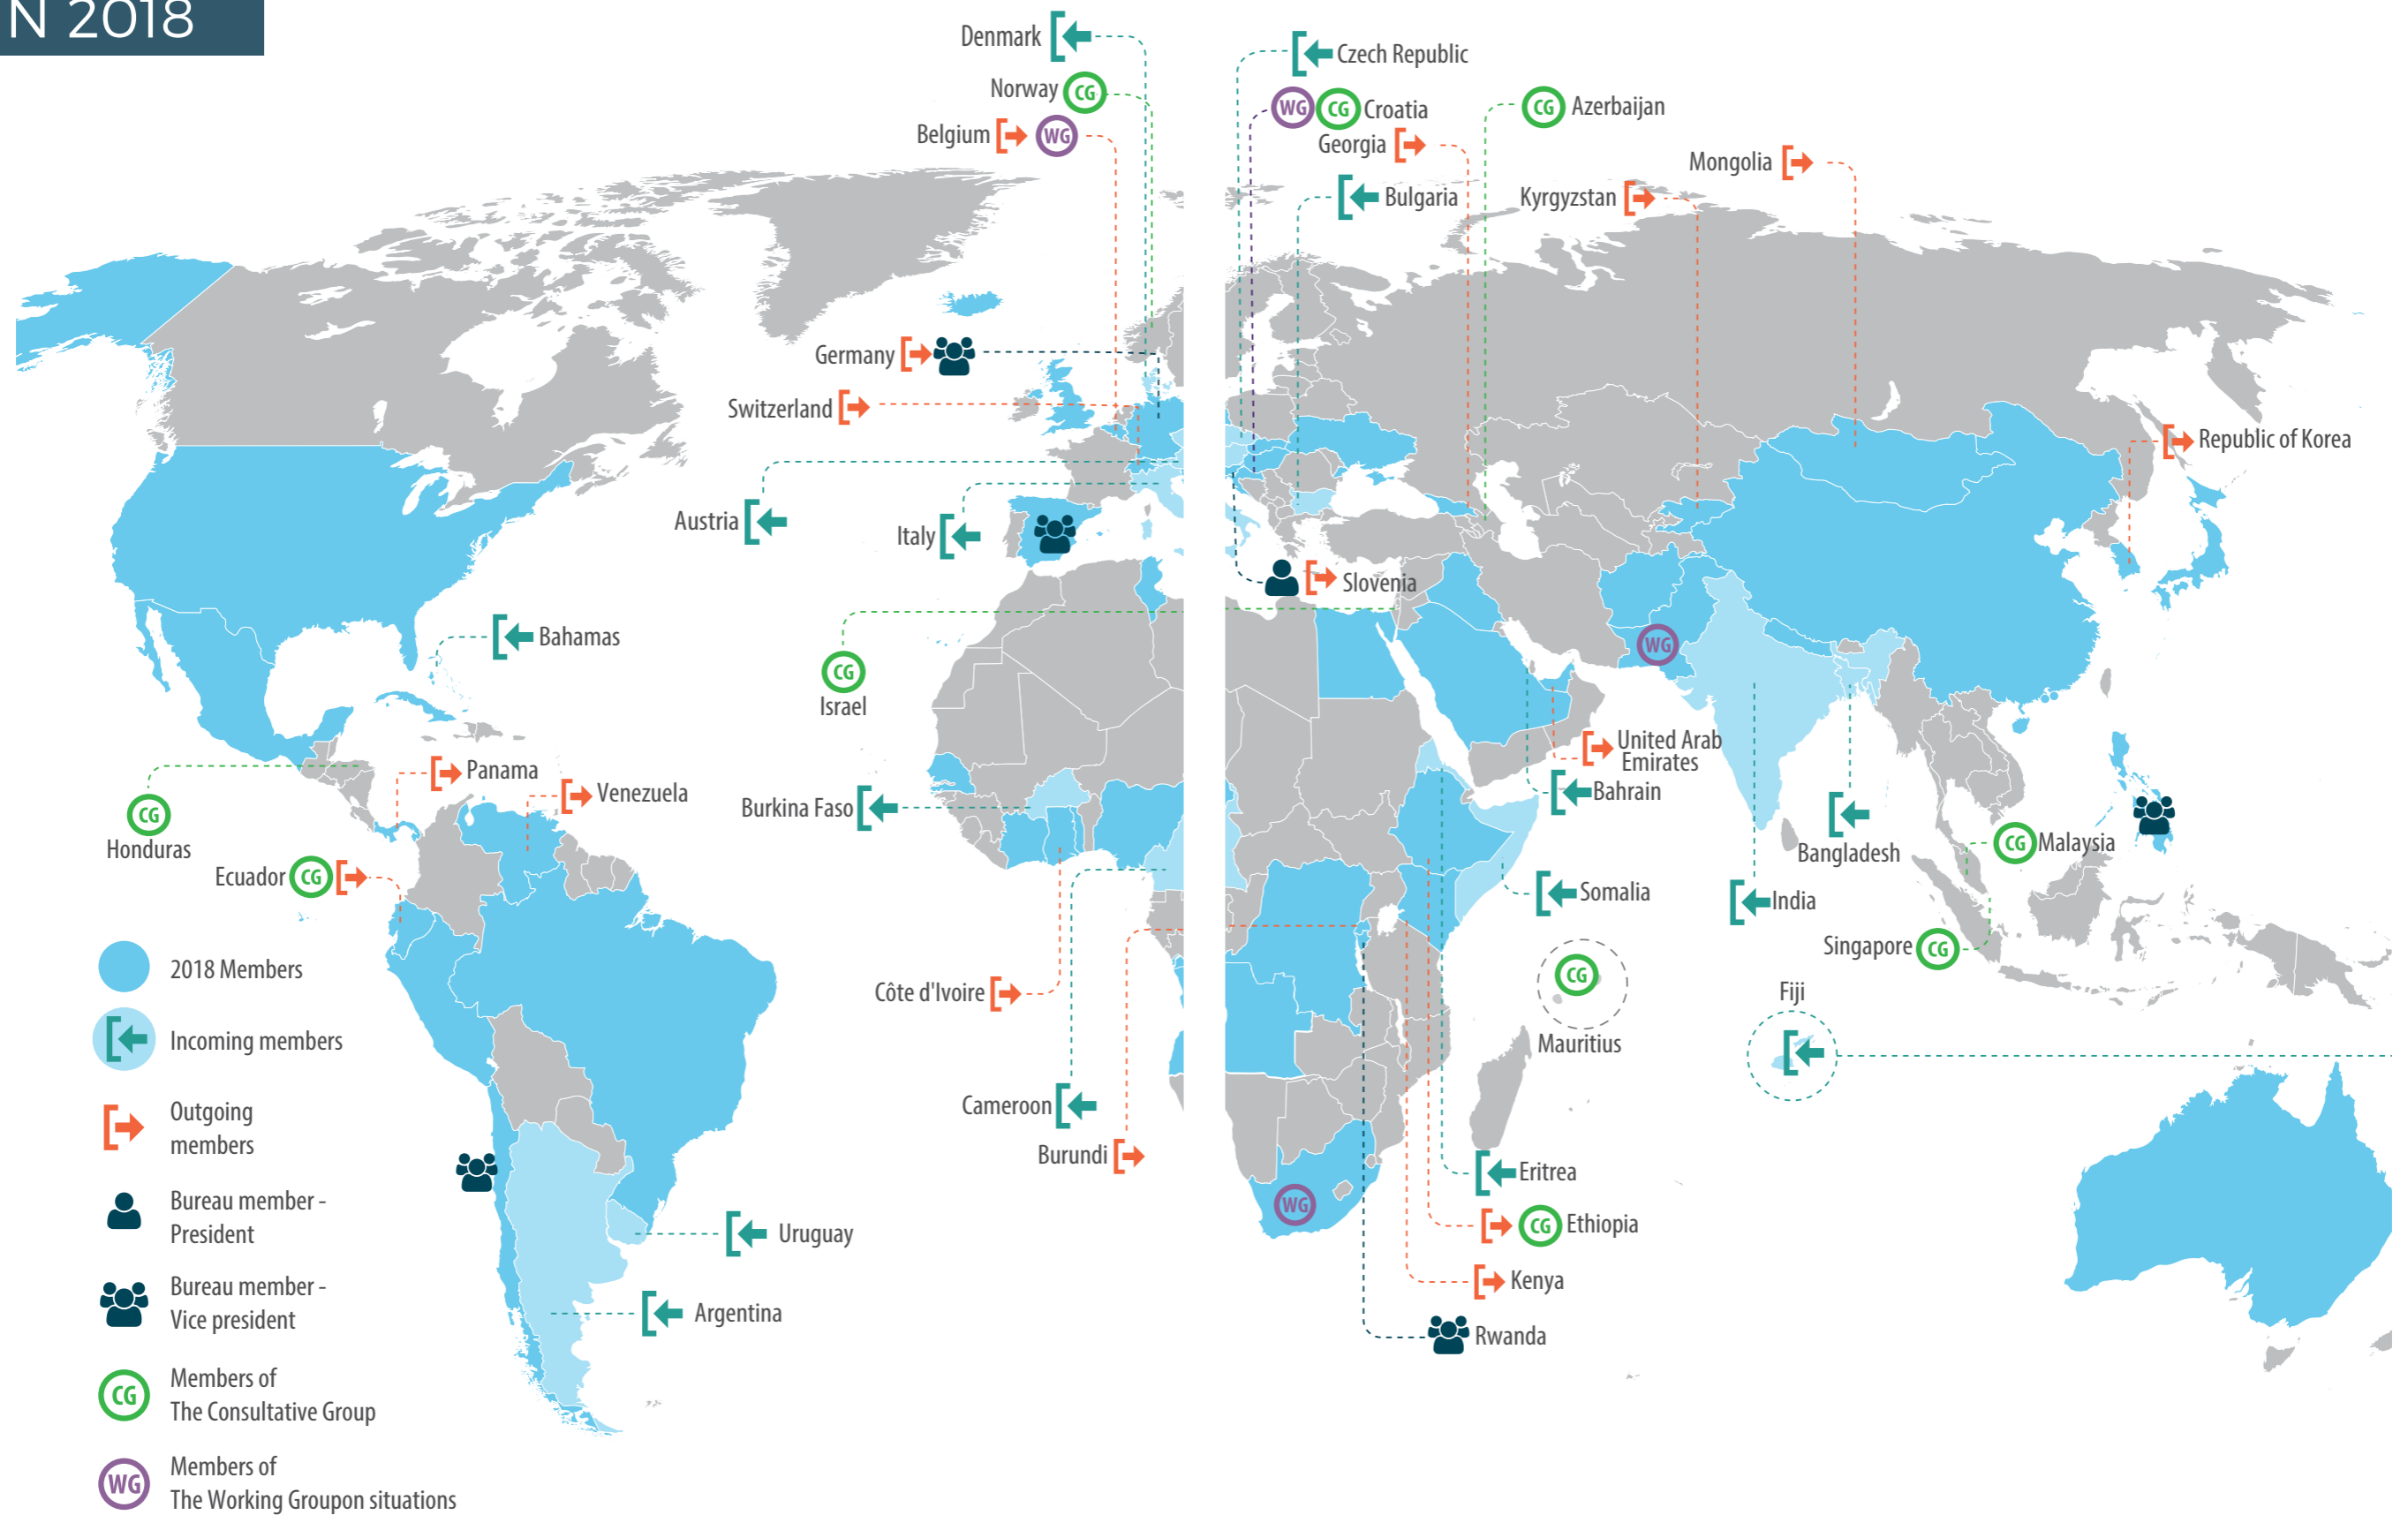 N 2018
Denmark
Norway CG
Belgium WG
Czech Republic
WG CG Croatia
Georgia
CG Azerbaijan
Bulgaria
Kyrgyzstan
Mongolia
Germany
Switzerland
Republic of Korea
Austria
Italy
Slovenia
Bahamas
WG
CG
Israel
Panama
Venezuela
Burkina Faso
United Arab
Emirates
Bahrain
CG
Honduras
Ecuador CG
Bangladesh
CG Malaysia
Somalia
India
Singapore CG
CG
Mauritius
Fiji
Côte d'Ivoire
Cameroon
Burundi
Eritrea
WG
CG Ethiopia
Kenya
Rwanda
Uruguay
Argentina
2018 Members
Incoming members
Outgoing
members
Bureau member -
President
Bureau member -
Vice president
CG
Members of
The Consultative Group
WG
Members of
The Working Groupon situations